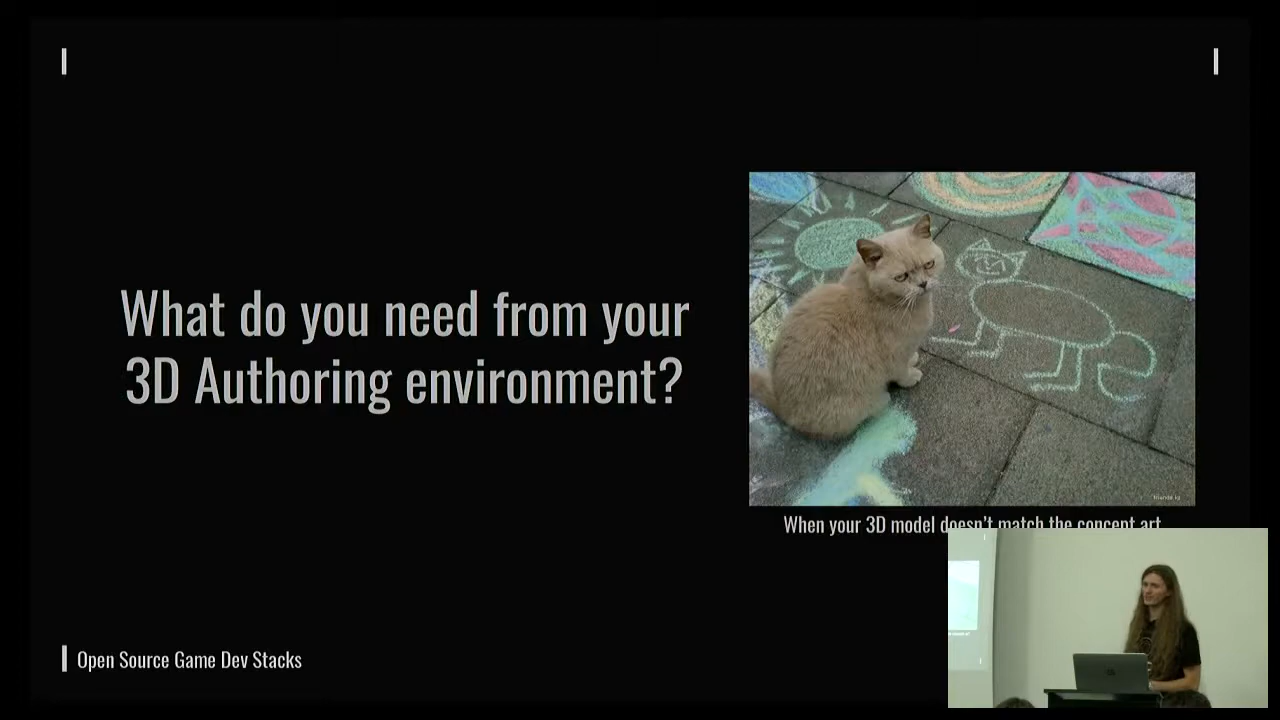 What do you need from your
3D Authoring environment?
When your 3D model doesn't match the concept art
Open Source Game Dev Stacks